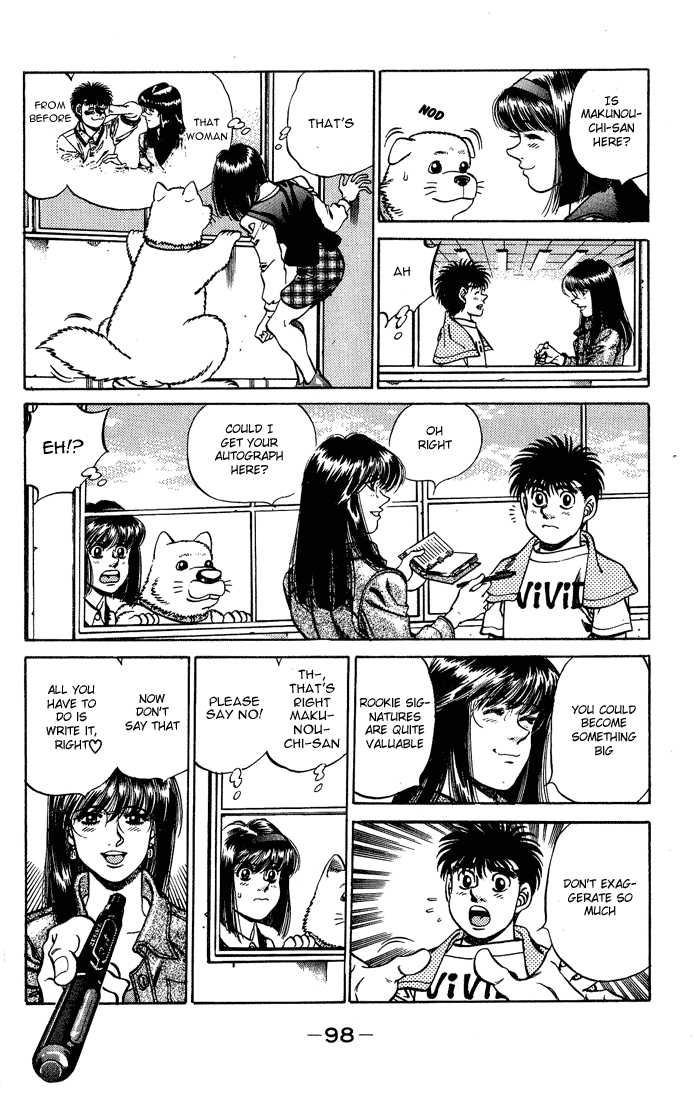 IS
MAKUNOU-
CHI-SAN
HERE?
NOD
AH
THAT'S
THAT
WOMAN
FROM
BEFORE
OH
RIGHT
COULD I
GET YOUR
AUTOGRAPH
HERE?
EH!?
ViViD
YOU COULD
BECOME
SOMETHING
BIG
ROOKIE SIG-
NATURES
ARE QUITE
VALUABLE
DON'T EXAG-
GERATE SO
MUCH
ViViD
TH-,
THAT'S
RIGHT
MAKU-
NOU-
CHI-SAN
PLEASE
SAY NO!
NOW
DON'T
SAY THAT
ALL YOU
HAVE TO
DO IS
WRITE IT,
RIGHT♡
—98—